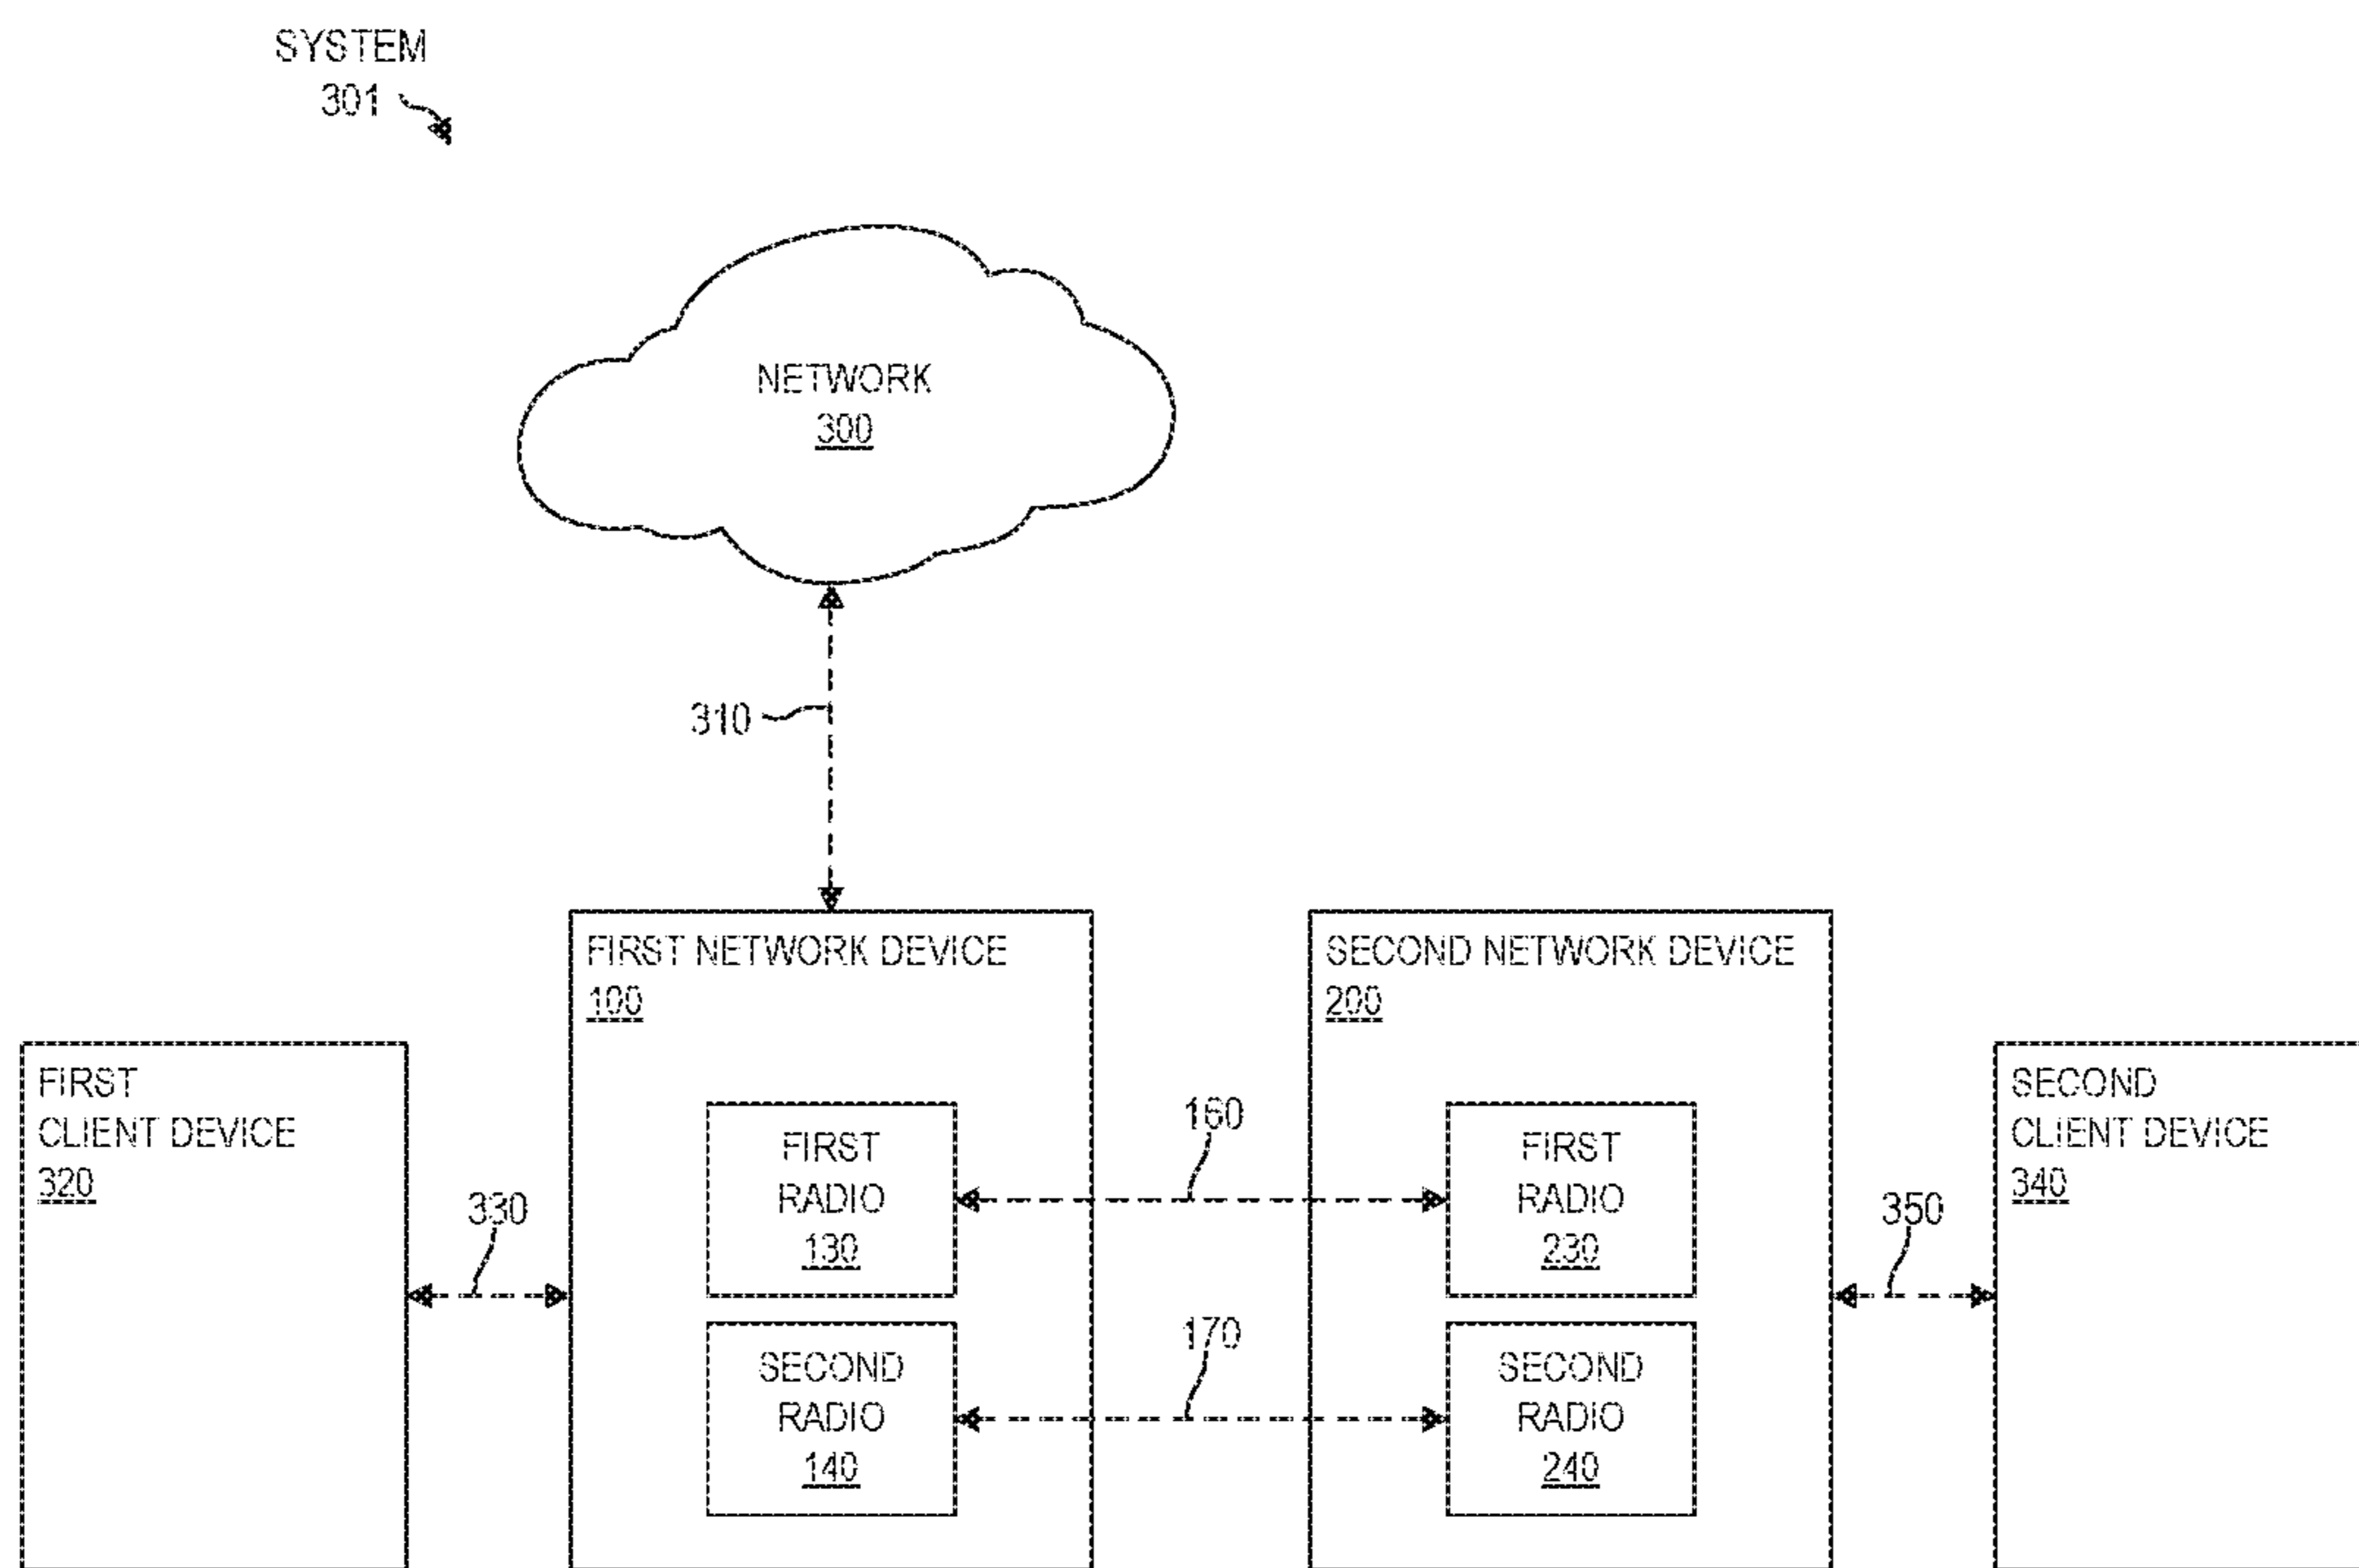 SYSTEM
301
NETWORK
300
310
FIRST NETWORK DEVICE
100
SECOND NETWORK DEVICE
200
FIRST
CLIENT DEVICE
320
330
FIRST
RADIO
130
SECOND
RADIO
140
160
170
FIRST
RADIO
230
SECOND
RADIO
240
350
SECOND
CLIENT DEVICE
340